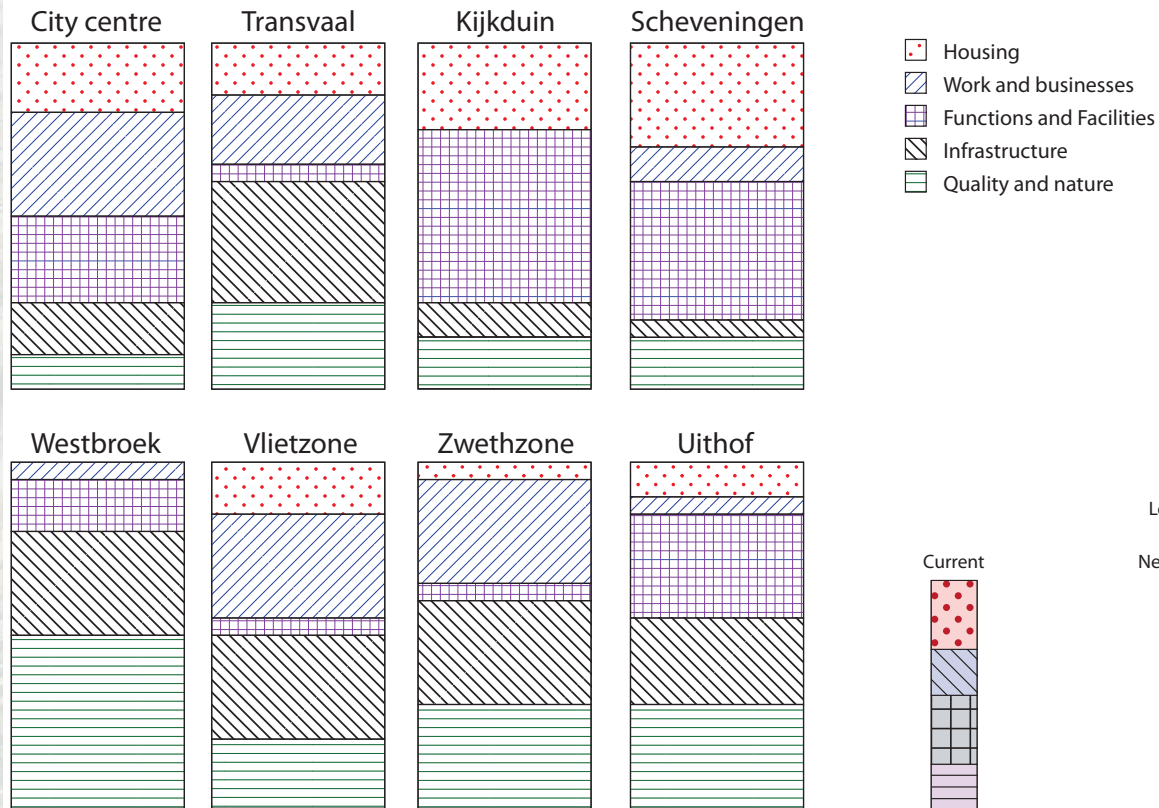 City centre
Transvaal
Kijkduin
Scheveningen
Housing
Work and businesses
Functions and Facilities
Infrastructure
Quality and nature
Westbroek
Vlietzone
Zwethzone
Uithof
Current